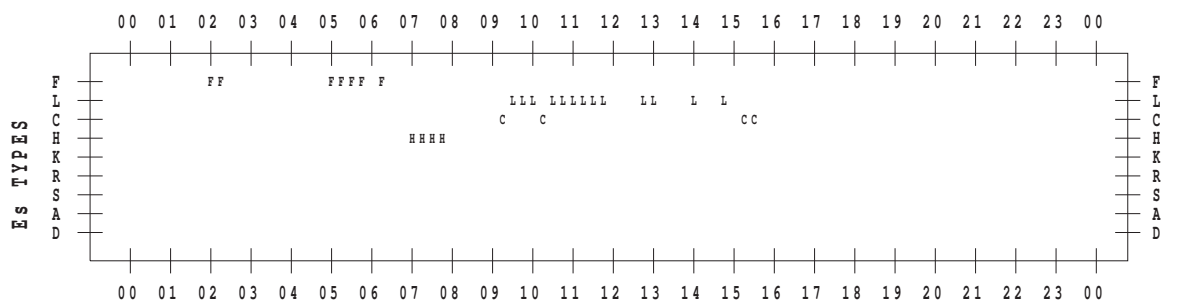 00 01 02 03 04 05 06 07 08 09 10 11 12 13 14 15 16 17 18 19 20 21 22 23 00
F FF FFFF F F
L LLL LLLLLL LL L L L
C C C CC C
H HHHH H
K K
R R
S S
A A
D D
Es TYPES
00 01 02 03 04 05 06 07 08 09 10 11 12 13 14 15 16 17 18 19 20 21 22 23 00